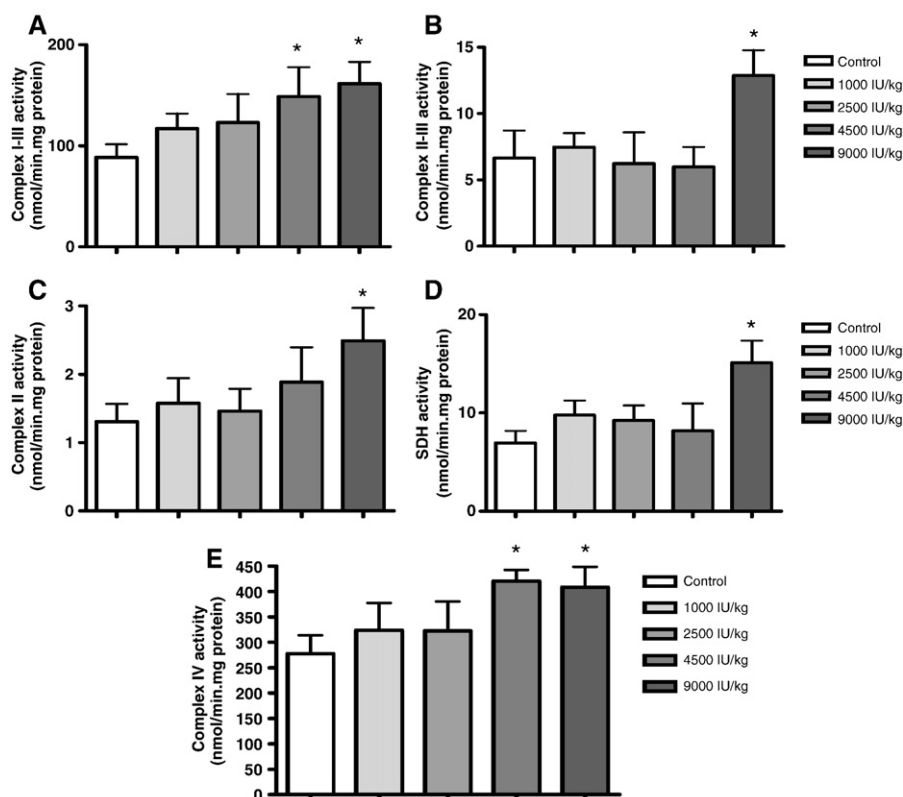 A
Complex I-III activity
(nmol/min.mg protein)
200
100
0
*
*
B
Complex II-III activity
(nmol/min.mg protein)
15
10
5
0
*
Control
1000 IU/kg
2500 IU/kg
4500 IU/kg
9000 IU/kg
C
Complex II activity
(nmol/min.mg protein)
3
2
1
0
*
D
SDH activity
(nmol/min.mg protein)
20
10
0
*
Control
1000 IU/kg
2500 IU/kg
4500 IU/kg
9000 IU/kg
E
Complex IV activity
(nmol/min.mg protein)
450
400
350
300
250
200
150
100
50
0
*
*
Control
1000 IU/kg
2500 IU/kg
4500 IU/kg
9000 IU/kg